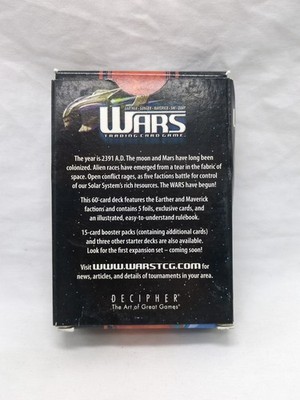 EARTHER · GONGEN · MAVERICK · QUAY · SHI
WARS
TRADING CARD GAME
The year is 2391 A.D. The moon and Mars have long been
colonized. Alien races have emerged from a tear in the fabric of
space. Open conflict rages, as five factions battle for control
of our Solar System's rich resources. The WARS have begun!
This 60-card deck features the Earther and Maverick
factions and contains 5 foils, exclusive cards, and
an illustrated, easy-to-understand rulebook.
15-card booster packs (containing additional cards)
and three other starter decks are also available.
Look for the first expansion set – coming soon!
Visit WWW.WARSTCG.COM for
news, articles, and details of tournaments in your area.
DECIPHER®
The Art of Great Games®